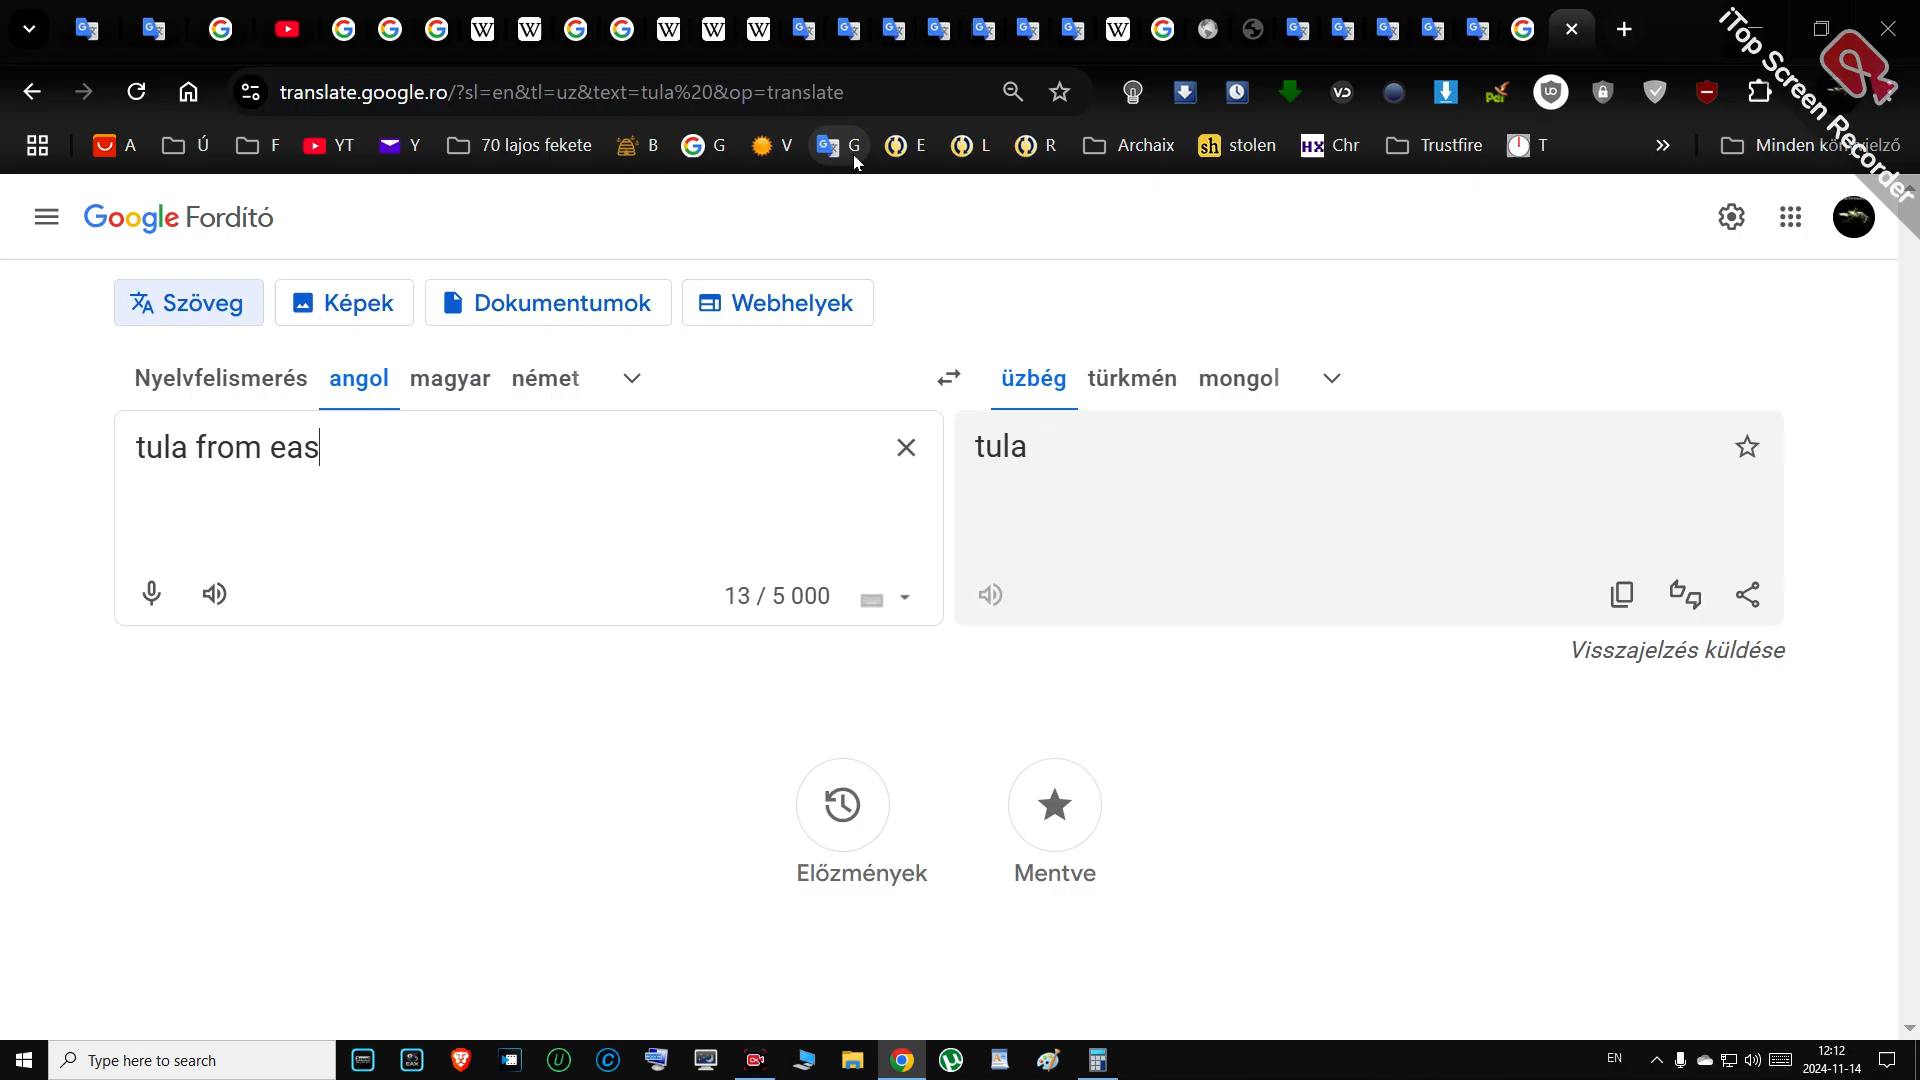 translate.google.ro/?sl=en&tl=uz&text=tula%20&op=translate
A Ú F YT Y 70 lajos fekete B G V G E L R Archaix stolen Chr Trustfire T Minden
iTop Screen Recorder
Google Fordító
Szöveg Képek Dokumentumok Webhelyek
Nyelvfelismerés angol magyar német üzbég türkmén mongol
tula from eas tula
13 / 5 000
Visszajelzés küldése
Előzmények Mentve
Type here to search EN 12:12
2024-11-14